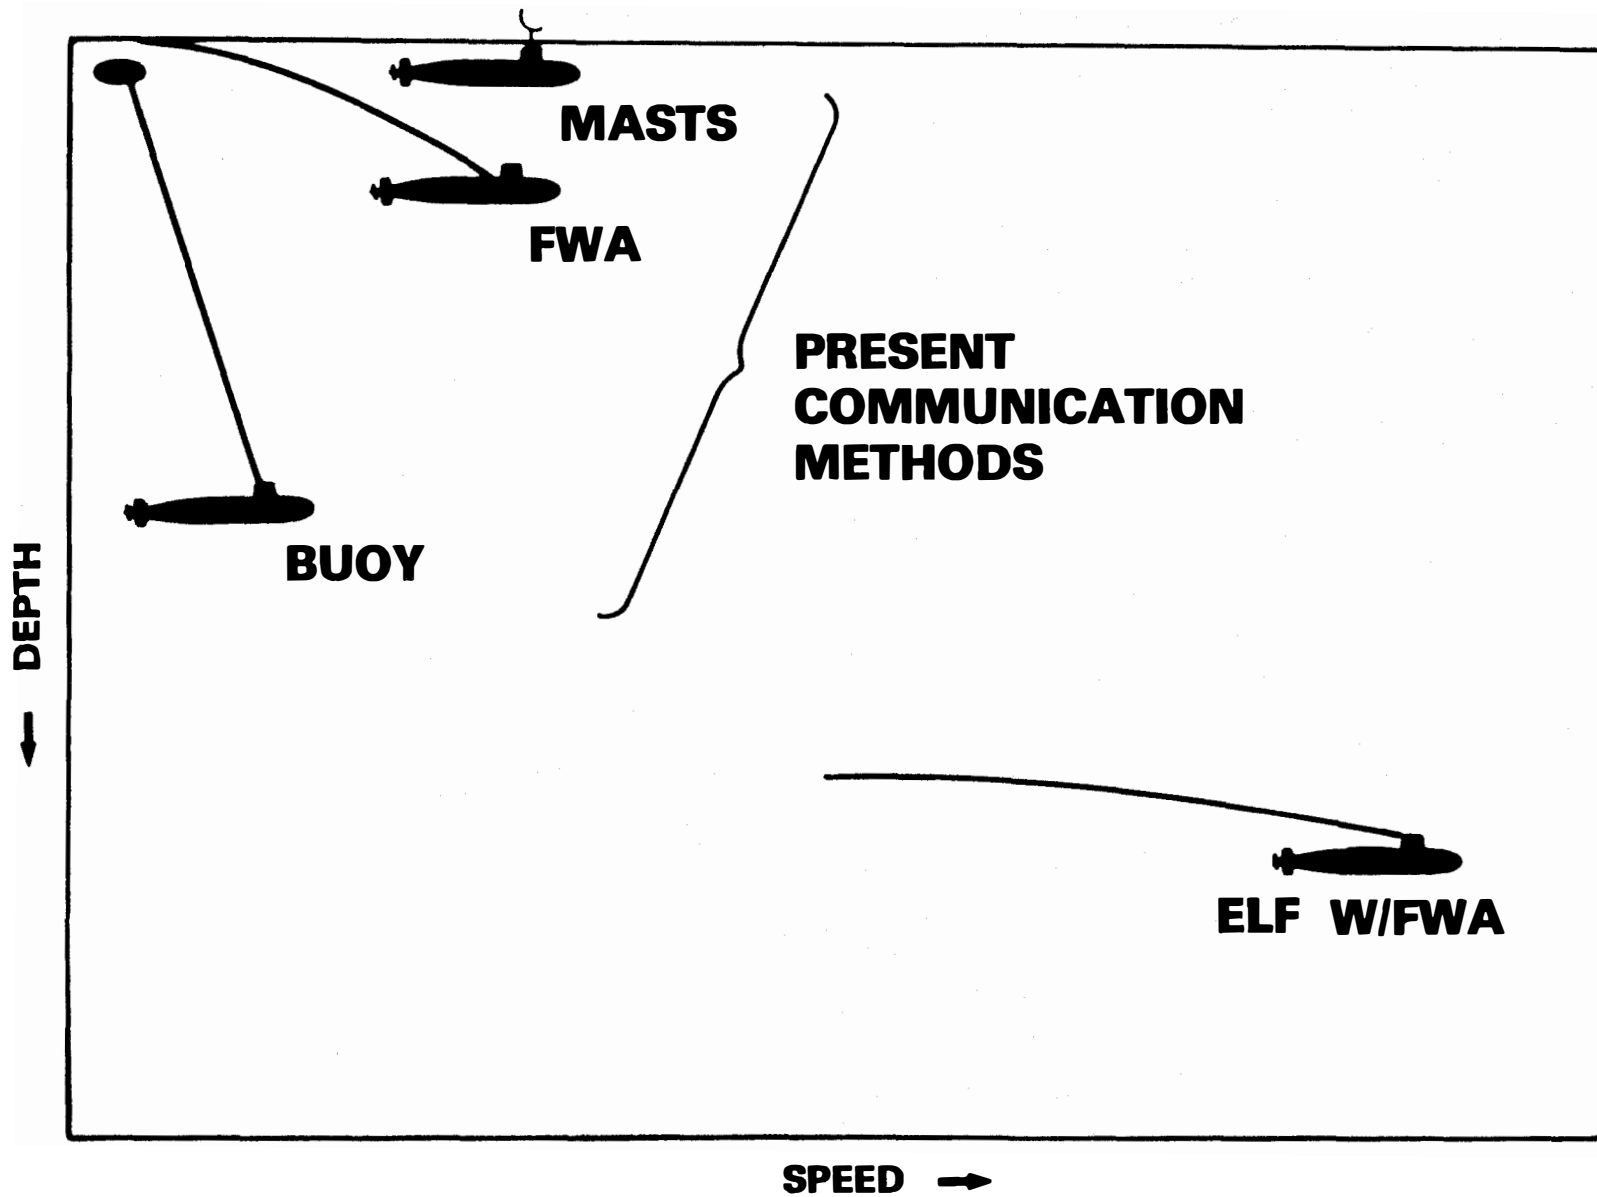 MASTS
FWA
PRESENT
COMMUNICATION
METHODS
BUOY
DEPTH
ELF W/FWA
SPEED